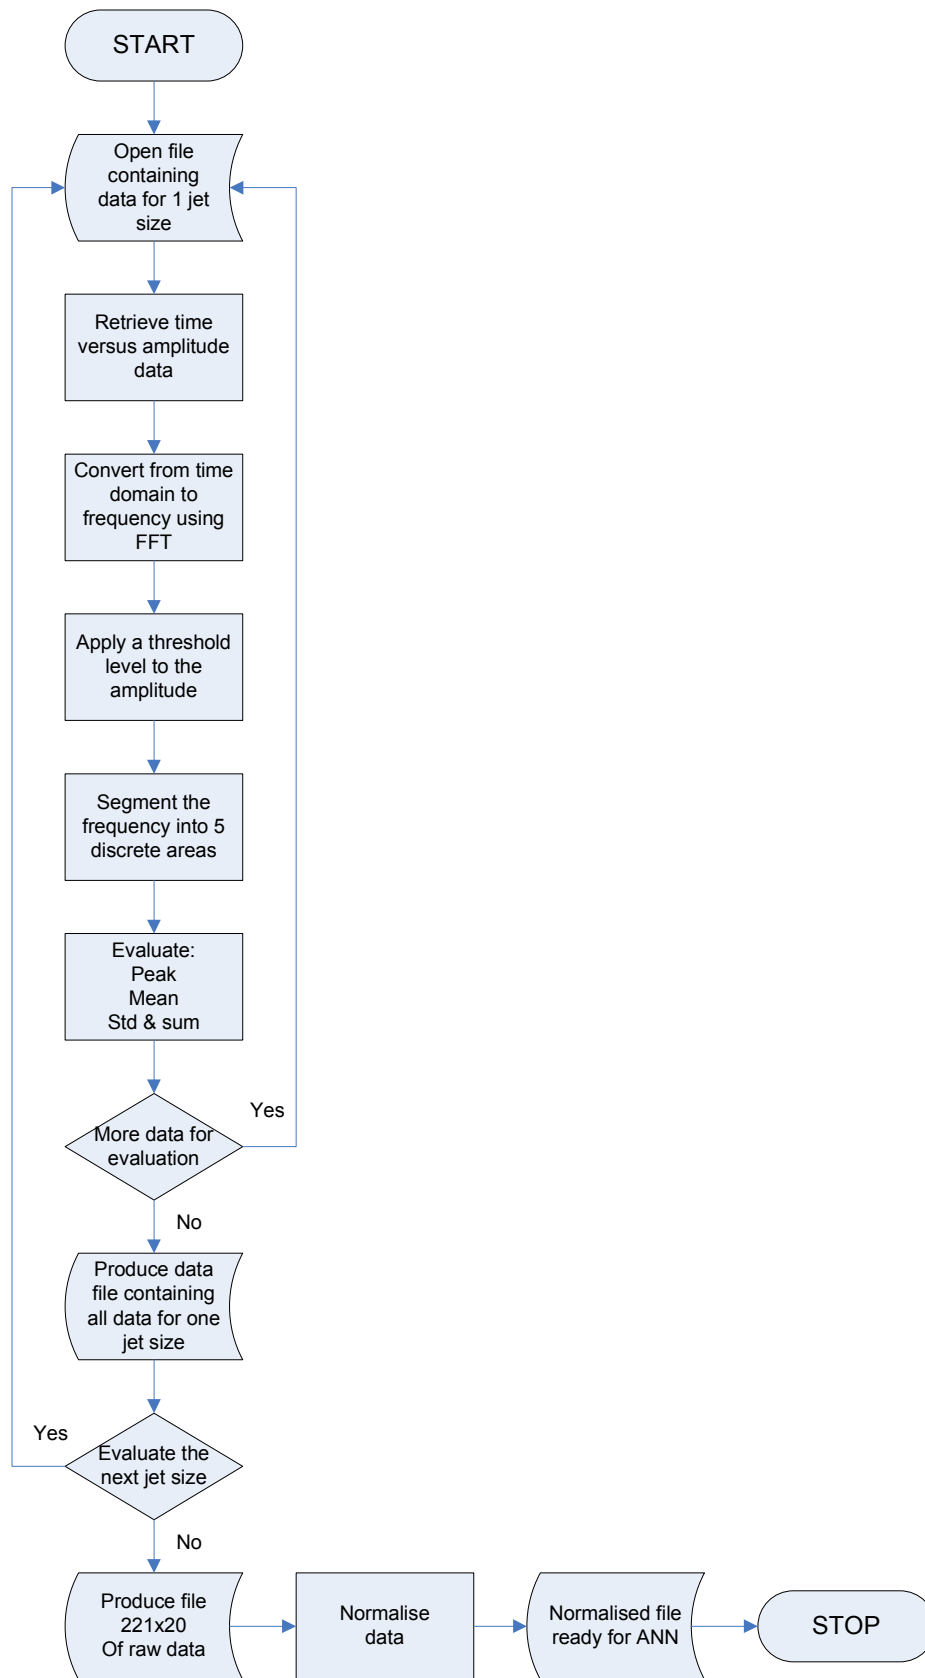 START
Open file
containing
data for 1 jet
size
Retrieve time
versus amplitude
data
Convert from time
domain to
frequency using
FFT
Apply a threshold
level to the
amplitude
Segment the
frequency into 5
discrete areas
Evaluate:
Peak
Mean
Std & sum
Yes
More data for
evaluation
No
Produce data
file containing
all data for one
jet size
Yes
Evaluate the
next jet size
No
Produce file
221x20
Of raw data
Normalise
data
Normalised file
ready for ANN
STOP